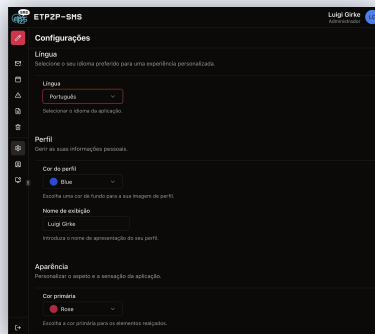 SMS
ETPZP-SMS
Luigi Girke
Administrador
LG
Configurações
Língua
Selecione o seu idioma preferido para uma experiência personalizada.
Língua
Português
Selecionar o idioma da aplicação.
Perfil
Gerir as suas informações pessoais.
Cor do perfil
Blue
Escolha uma cor de fundo para a sua imagem de perfil.
Nome de exibição
Luigi Girke
Introduza o nome de apresentação do seu perfil.
Aparência
Personalizar o aspeto e a sensação da aplicação.
Cor primária
Rose
Escolha a cor primária para os elementos realçados.